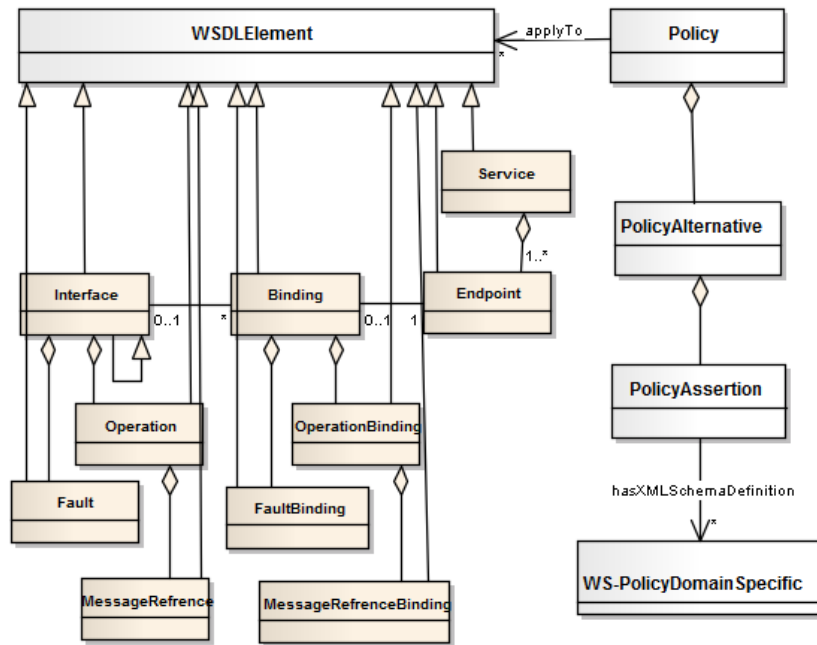 WSDLElement
applyTo
*
Policy
Service
PolicyAlternative
1..*
Interface
0..1
*
Binding
0..1
1
Endpoint
PolicyAssertion
Operation
OperationBinding
hasXMLSchemaDefinition
*
Fault
FaultBinding
WS-PolicyDomainSpecific
MessageRefrence
MessageRefrenceBinding